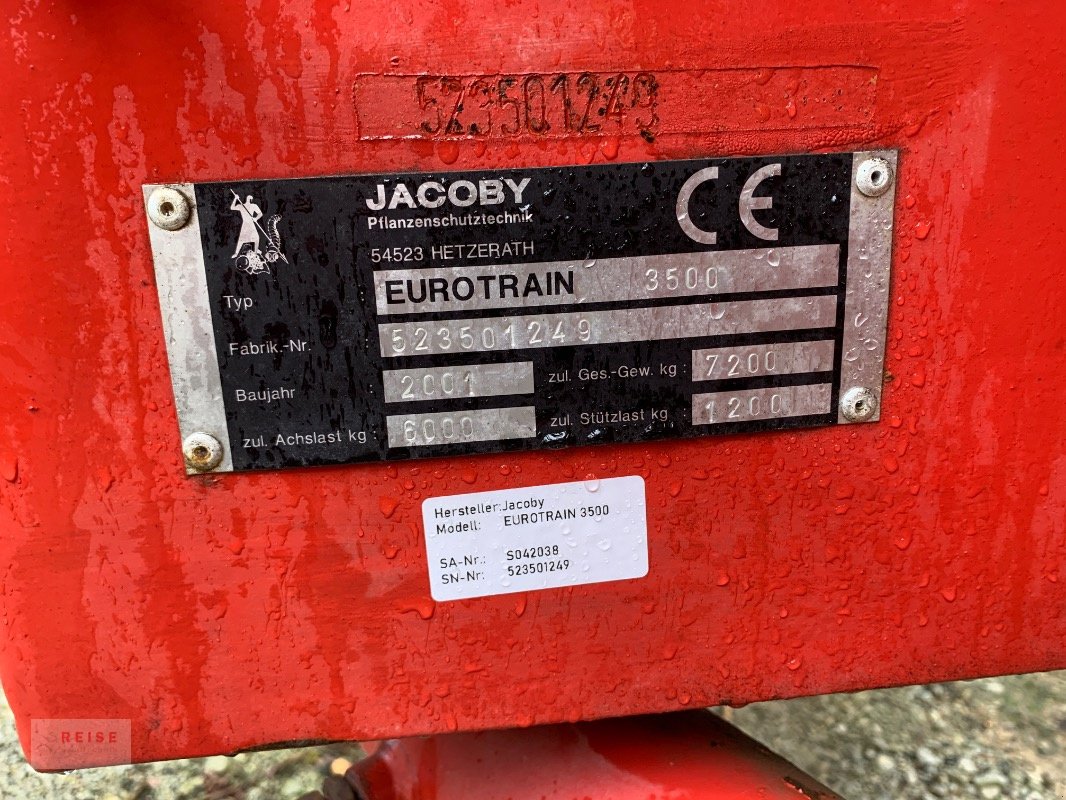 523501249
JACOBY
Pflanzenschutztechnik
54523 HETZERATH
CE
Typ EUROTRAIN 3500
Fabrik.-Nr. : 523501249
Baujahr : 2001 zul. Ges.-Gew. kg : 7200
zul. Achslast kg : 6000 zul. Stützlast kg : 1200
Hersteller:Jacoby
Modell: EUROTRAIN 3500
SA-Nr.: S042038
SN-Nr: 523501249
REISE